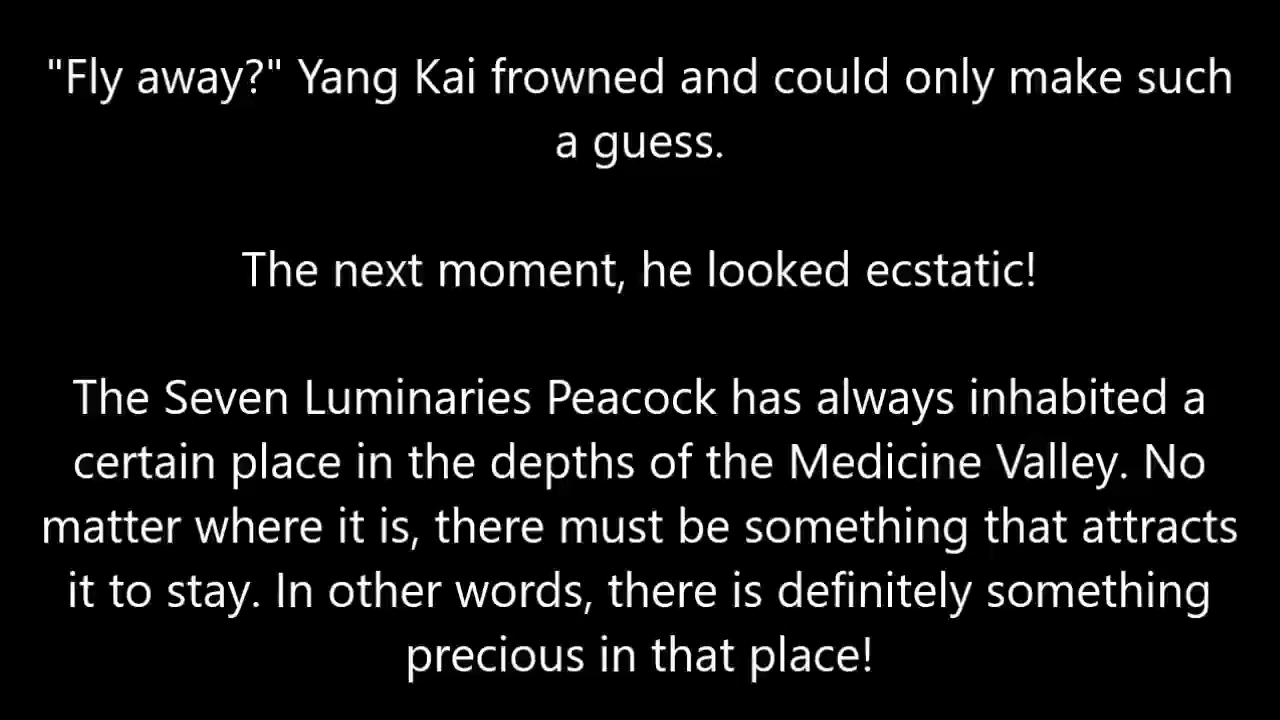 "Fly away?" Yang Kai frowned and could only make such
a guess.
The next moment, he looked ecstatic!
The Seven Luminaries Peacock has always inhabited a
certain place in the depths of the Medicine Valley. No
matter where it is, there must be something that attracts
it to stay. In other words, there is definitely something
precious in that place!